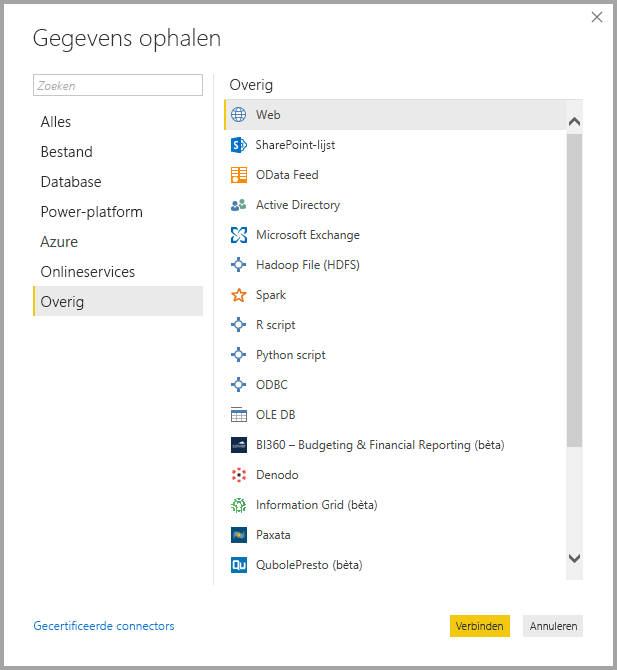 Gegevens ophalen
Zoeken
Alles
Bestand
Database
Power-platform
Azure
Onlineservices
Overig
Overig
Web
SharePoint-lijst
OData Feed
Active Directory
Microsoft Exchange
Hadoop File (HDFS)
Spark
R script
Python script
ODBC
OLE DB
BI360 – Budgeting & Financial Reporting (bèta)
Denodo
Information Grid (bèta)
Paxata
Qu QubolePresto (bèta)
Gecertificeerde connectors
Verbinden
Annuleren